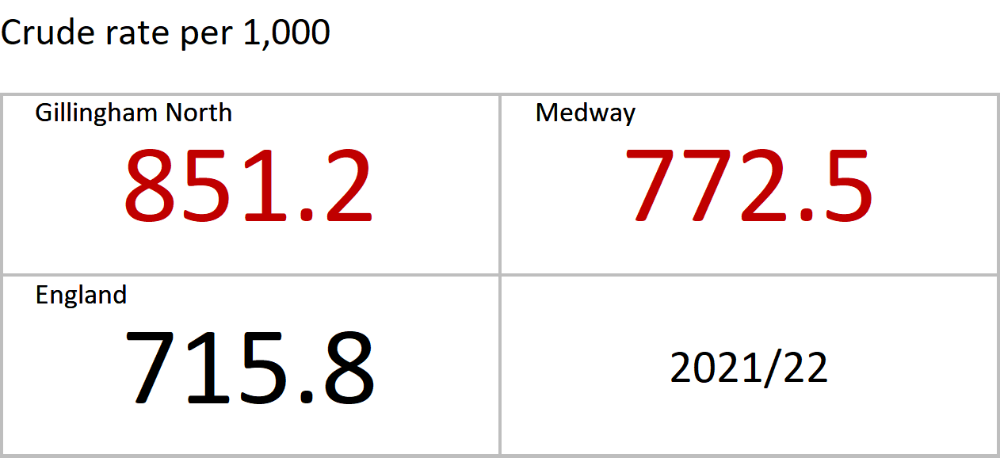 Crude rate per 1,000
Gillingham North
851.2
Medway
772.5
England
715.8
2021/22